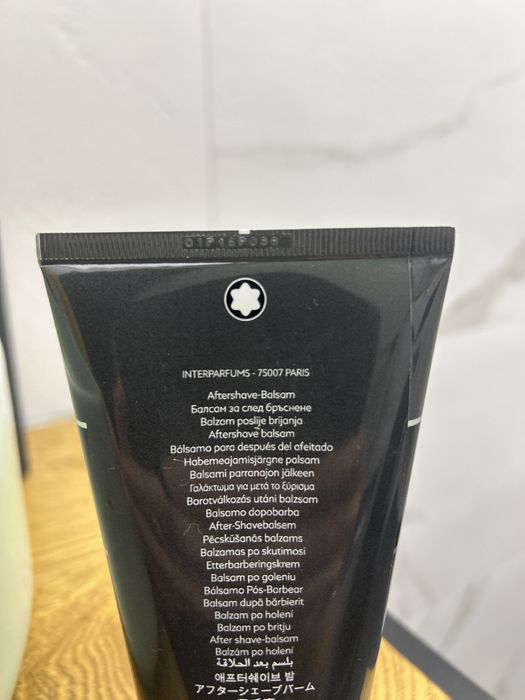 INTERPARFUMS - 75007 PARIS
Aftershave-Balsam
Балсам за след бръснене
Balzam poslije brijanja
Aftershave balsam
Bálsamo para después del afeitado
Habemeajamisjärgne palsam
Balsami parranajon jälkeen
Γαλάκτωμα για μετά το ξύρισμα
Borotválkozás utáni balzsam
Balsamo dopobarba
After-Shavebalsem
Pēcskūšanās balzams
Balzamas po skutimosi
Etterbarberingskrem
Balsam po goleniu
Bálsamo Pós-Barbear
Balsam după bărbierit
Balzam po holení
Balzam po britju
After shave-balsam
Balzám po holení
بلسم بعد الحلاقة
애프터쉐이브 밤
アフターシェーブバーム